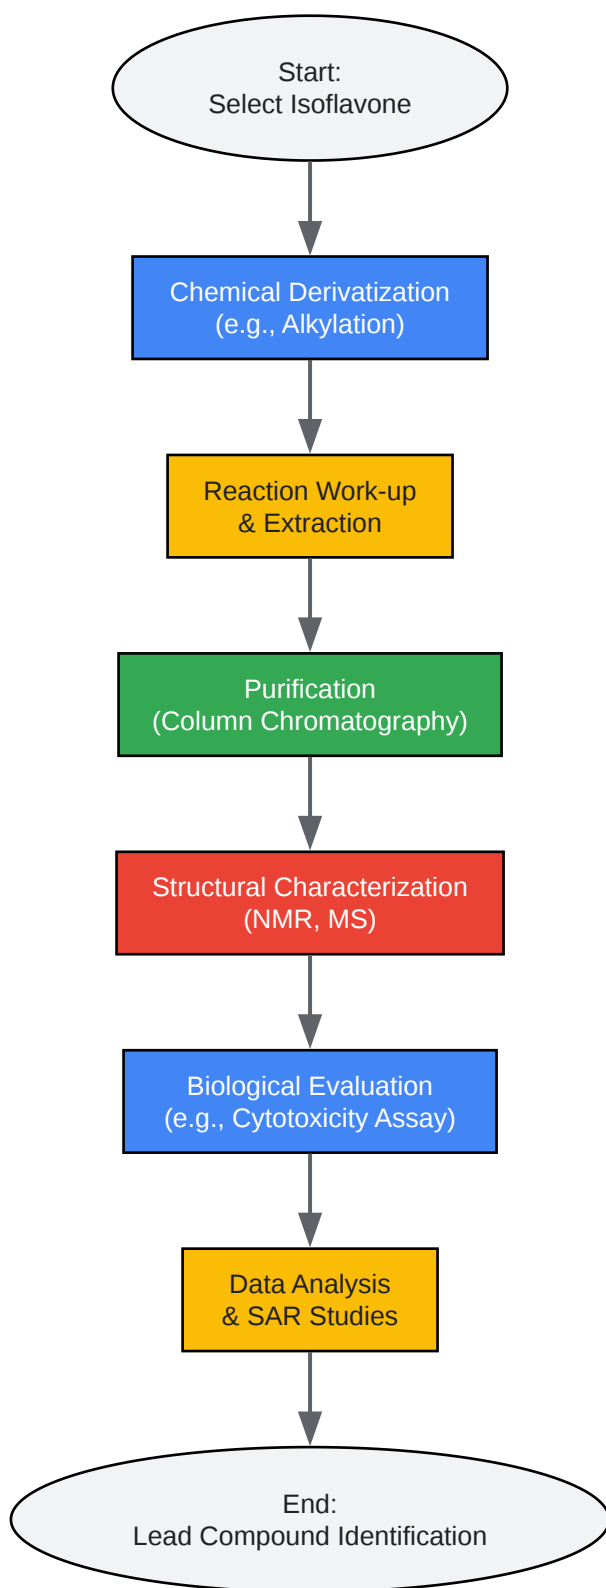 Start:
Select Isoflavone
Chemical Derivatization
(e.g., Alkylation)
Reaction Work-up
& Extraction
Purification
(Column Chromatography)
Structural Characterization
(NMR, MS)
Biological Evaluation
(e.g., Cytotoxicity Assay)
Data Analysis
& SAR Studies
End:
Lead Compound Identification